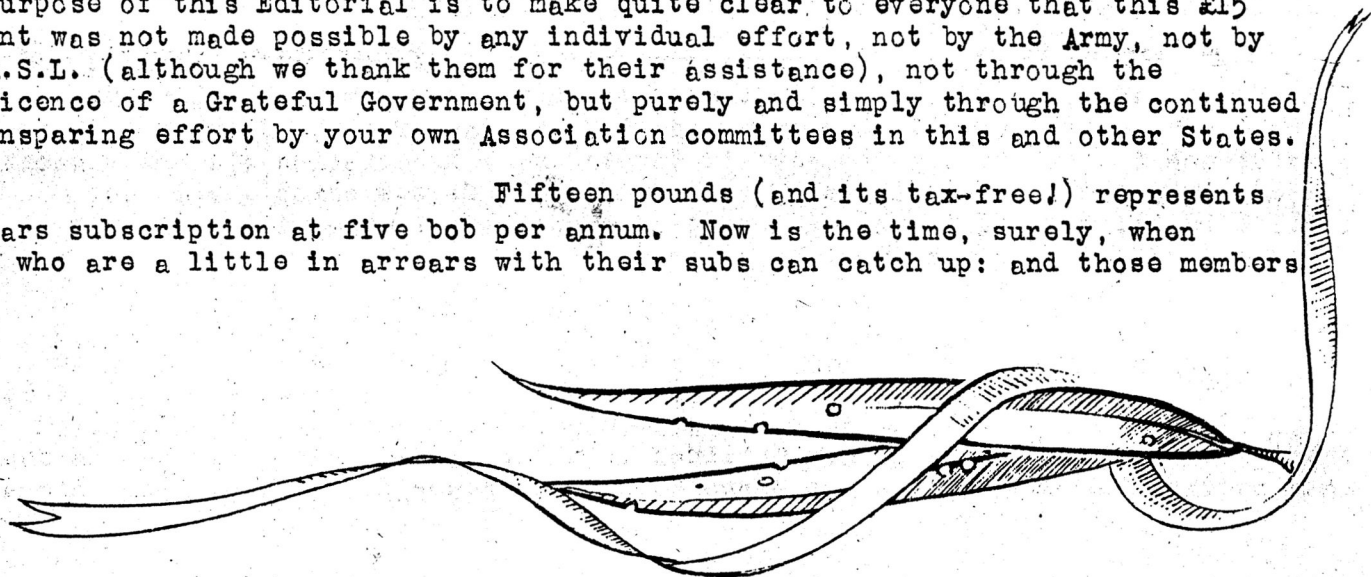 urpose of this Editorial is to make quite clear to everyone that this £15
nt was not made possible by any individual effort, not by the Army, not by
.S.L. (although we thank them for their assistance), not through the
icence of a Grateful Government, but purely and simply through the continued
nsparing effort by your own Association committees in this and other States.
Fifteen pounds (and its tax-free!) represents
ars subscription at five bob per annum. Now is the time, surely, when
who are a little in arrears with their subs can catch up: and those members